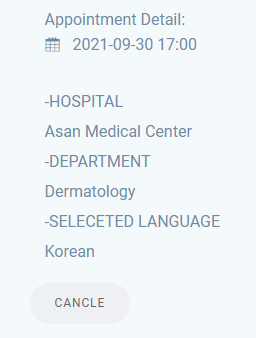 Appointment Detail:
2021-09-30 17:00
-HOSPITAL
Asan Medical Center
-DEPARTMENT
Dermatology
-SELECETED LANGUAGE
Korean
CANCLE